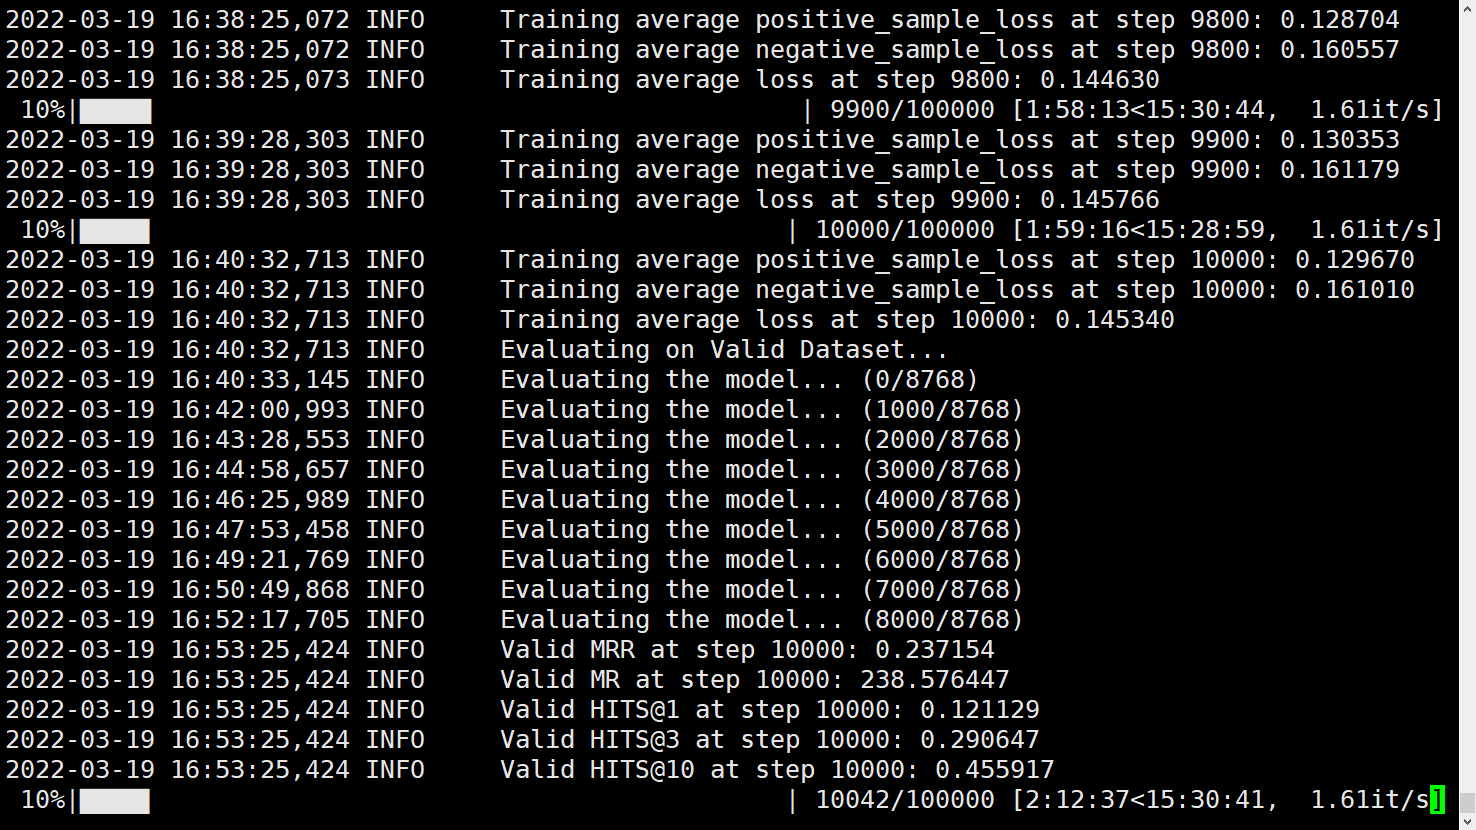 2022-03-19 16:38:25,072 INFO     Training average positive_sample_loss at step 9800: 0.128704
2022-03-19 16:38:25,072 INFO     Training average negative_sample_loss at step 9800: 0.160557
2022-03-19 16:38:25,073 INFO     Training average loss at step 9800: 0.144630
 10%|█████                                           | 9900/100000 [1:58:13<15:30:44,  1.61it/s]
2022-03-19 16:39:28,303 INFO     Training average positive_sample_loss at step 9900: 0.130353
2022-03-19 16:39:28,303 INFO     Training average negative_sample_loss at step 9900: 0.161179
2022-03-19 16:39:28,303 INFO     Training average loss at step 9900: 0.145766
 10%|█████                                          | 10000/100000 [1:59:16<15:28:59,  1.61it/s]
2022-03-19 16:40:32,713 INFO     Training average positive_sample_loss at step 10000: 0.129670
2022-03-19 16:40:32,713 INFO     Training average negative_sample_loss at step 10000: 0.161010
2022-03-19 16:40:32,713 INFO     Training average loss at step 10000: 0.145340
2022-03-19 16:40:32,713 INFO     Evaluating on Valid Dataset...
2022-03-19 16:40:33,145 INFO     Evaluating the model... (0/8768)
2022-03-19 16:42:00,993 INFO     Evaluating the model... (1000/8768)
2022-03-19 16:43:28,553 INFO     Evaluating the model... (2000/8768)
2022-03-19 16:44:58,657 INFO     Evaluating the model... (3000/8768)
2022-03-19 16:46:25,989 INFO     Evaluating the model... (4000/8768)
2022-03-19 16:47:53,458 INFO     Evaluating the model... (5000/8768)
2022-03-19 16:49:21,769 INFO     Evaluating the model... (6000/8768)
2022-03-19 16:50:49,868 INFO     Evaluating the model... (7000/8768)
2022-03-19 16:52:17,705 INFO     Evaluating the model... (8000/8768)
2022-03-19 16:53:25,424 INFO     Valid MRR at step 10000: 0.237154
2022-03-19 16:53:25,424 INFO     Valid MR at step 10000: 238.576447
2022-03-19 16:53:25,424 INFO     Valid HITS@1 at step 10000: 0.121129
2022-03-19 16:53:25,424 INFO     Valid HITS@3 at step 10000: 0.290647
2022-03-19 16:53:25,424 INFO     Valid HITS@10 at step 10000: 0.455917
 10%|█████                                          | 10042/100000 [2:12:37<15:30:41,  1.61it/s]